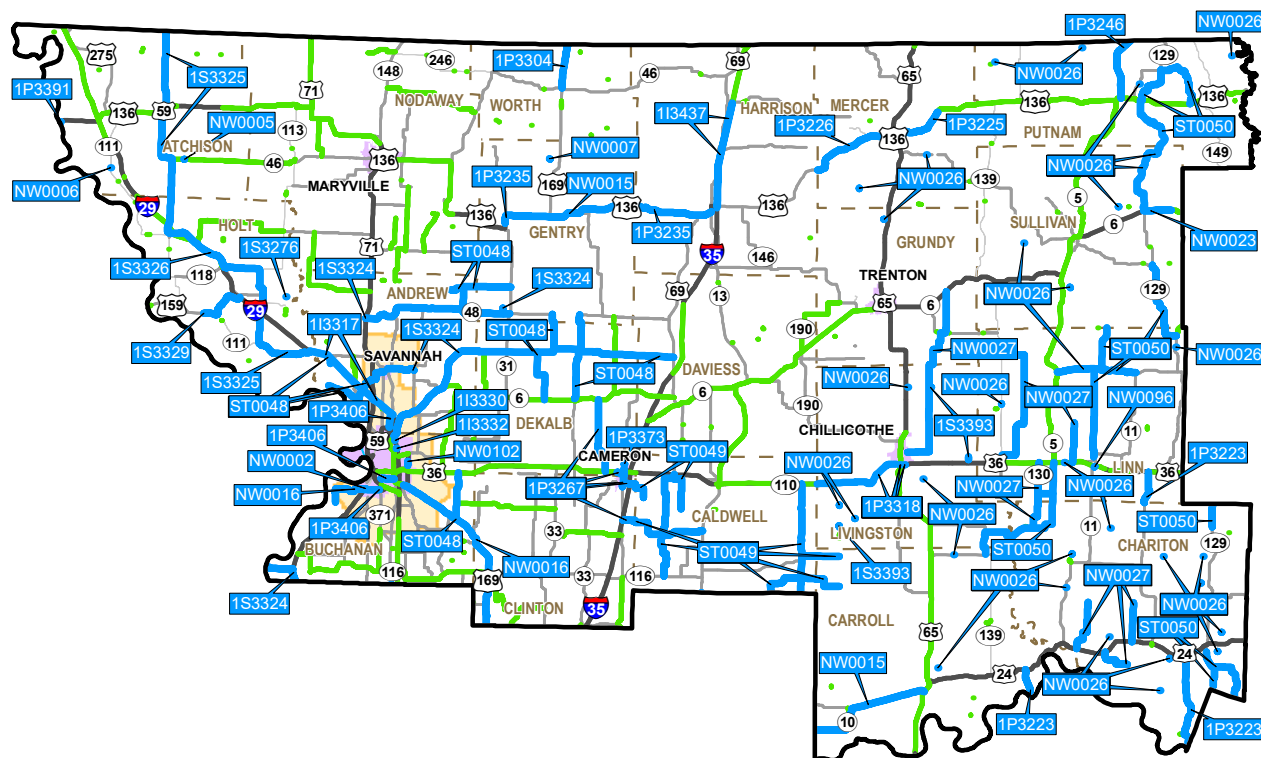 1P3246
NW0026
275
1P3304
246
69
129
1S3325
148
46
65
NW0026
1P3391
71
NODAWAY
WORTH
HARRISON
MERCER
136
136
59
1I3437
136
NW0005
113
1P3226
1P3225
PUTNAM
ST0050
111
ATCHISON
136
149
46
136
NW0007
NW0026
NW0006
MARYVILLE
1P3235
169
NW0015
NW0026
139
29
136
136
136
5
HOLT
GENTRY
1P3235
SULLIVAN
6
1S3276
71
ST0048
35
GRUNDY
NW0023
1S3326
1S3324
146
118
TRENTON
1S3324
129
159
29
ANDREW
69
13
65
6
NW0026
48
111
1I3317
1S3324
ST0048
190
1S3329
SAVANNAH
ST0050
NW0026
1S3325
31
DAVIESS
NW0027
ST0048
ST0048
NW0026
NW0026
6
6
190
NW0027
NW0096
1P3406
1I3330
DEKALB
1S3393
11
1P3406
59
1I3332
1P3373
CHILLICOTHE
5
NW0102
CAMERON
ST0049
NW0026
36
36
LINN
36
1P3223
NW0002
NW0027
130
NW0016
1P3267
110
1P3318
NW0026
NW0026
1P3406
371
33
CALDWELL
LIVINGSTON
11
ST0050
BUCHANAN
ST0048
ST0049
ST0050
CHARITON
129
116
NW0016
33
116
1S3393
NW0026
NW0027
1S3324
169
NW0026
CLINTON
35
CARROLL
65
139
ST0050
24
NW0015
24
NW0026
10
1P3223
1P3223